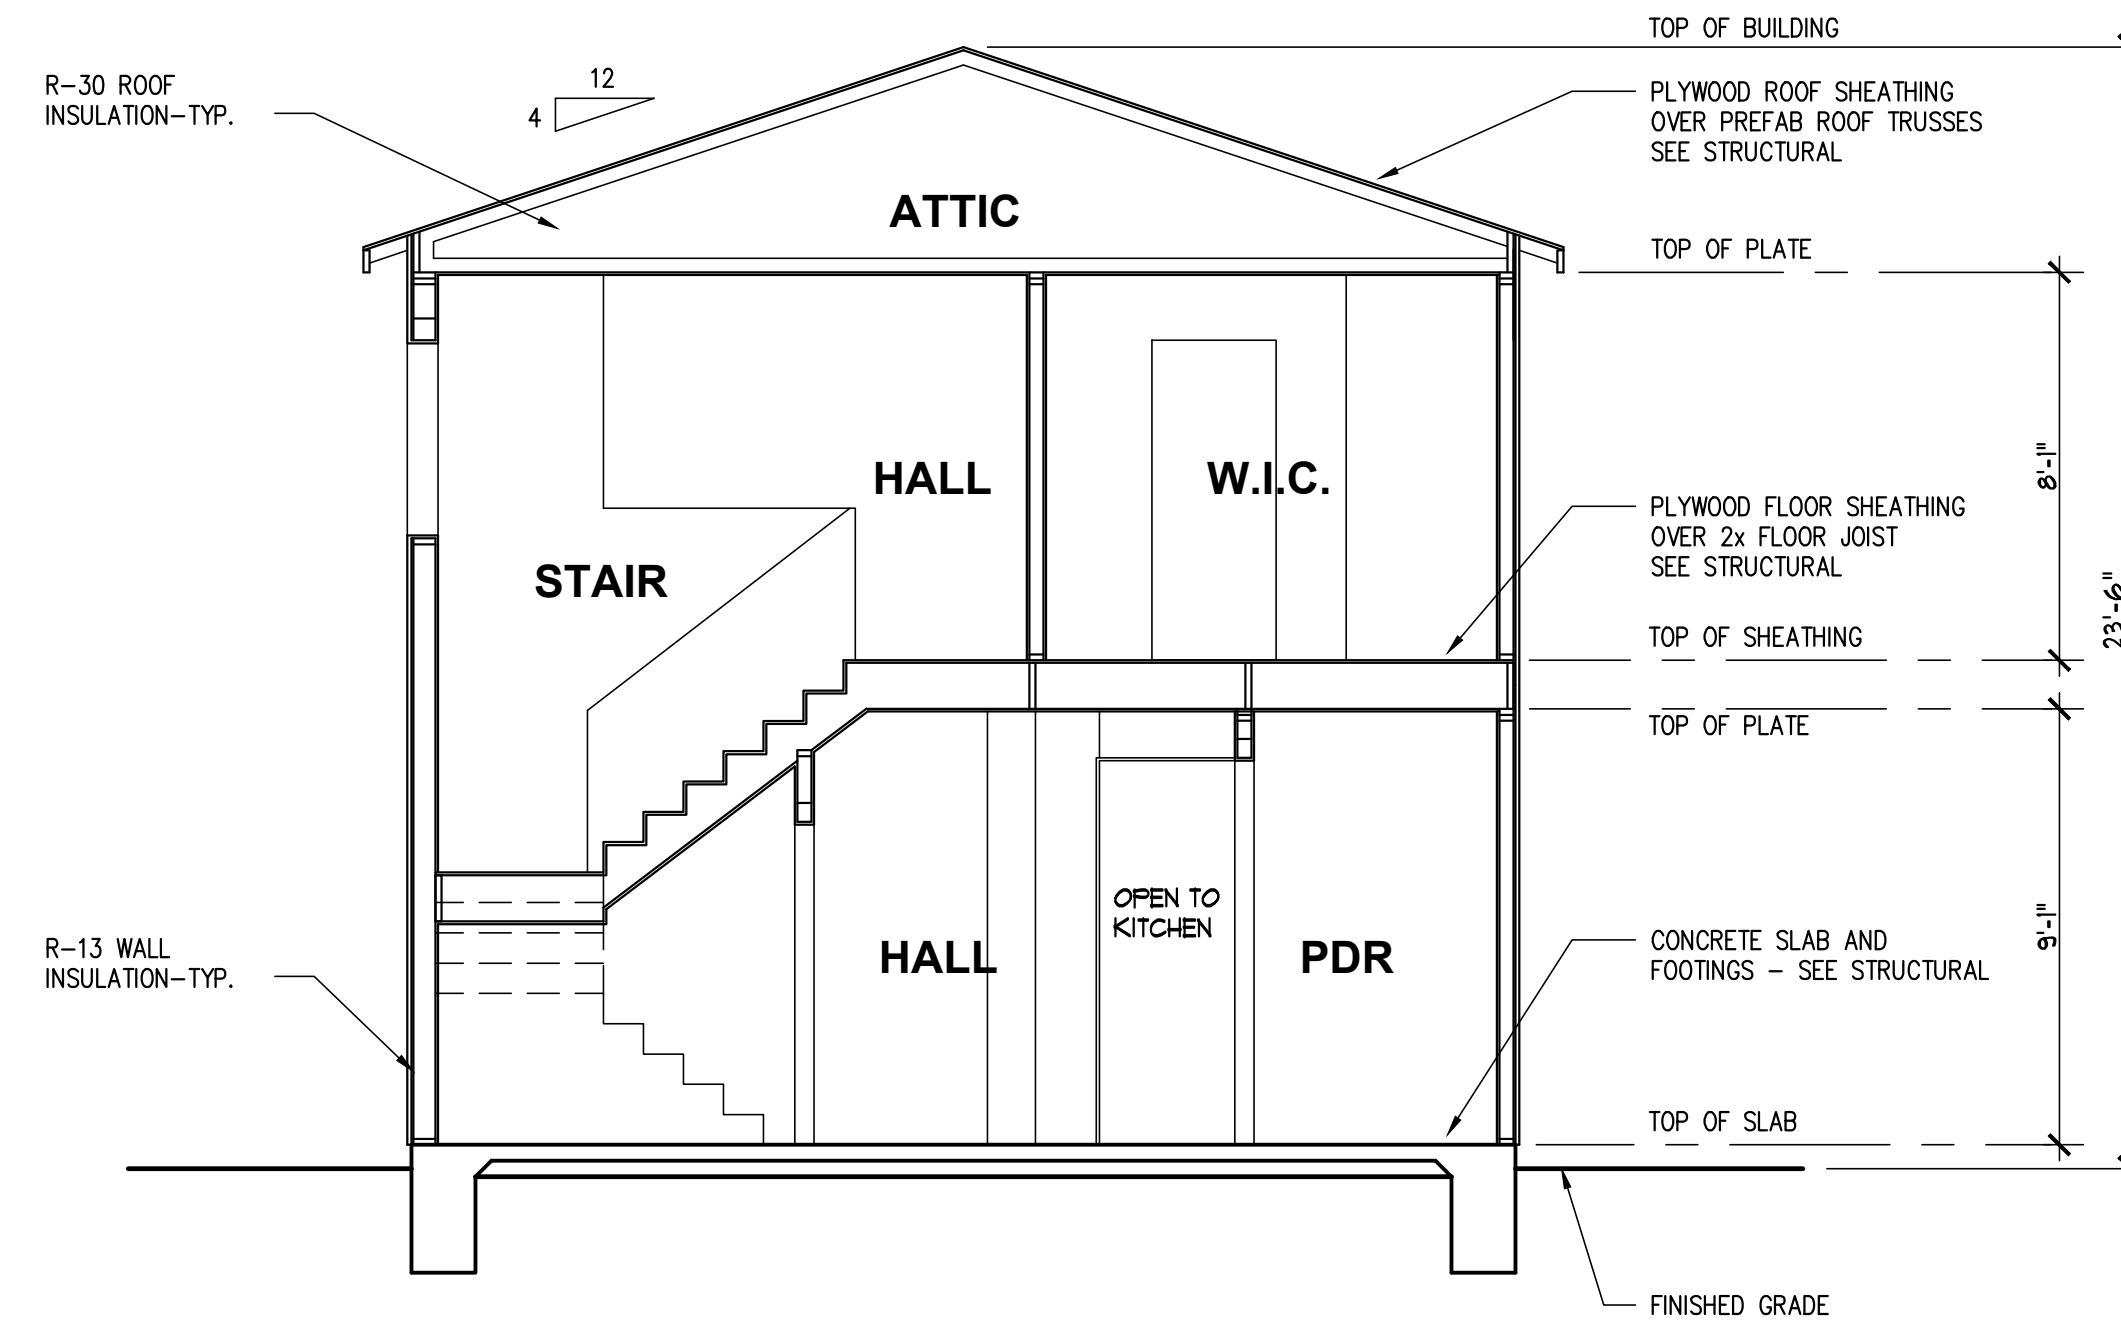 TOP OF BUILDING
R-30 ROOF
INSULATION-TYP.
12
4
PLYWOOD ROOF SHEATHING
OVER PREFAB ROOF TRUSSES
SEE STRUCTURAL
ATTIC
TOP OF PLATE
HALL
W.I.C.
8'-1"
PLYWOOD FLOOR SHEATHING
OVER 2x FLOOR JOIST
SEE STRUCTURAL
STAIR
23'-6"
TOP OF SHEATHING
TOP OF PLATE
OPEN TO
KITCHEN
R-13 WALL
INSULATION-TYP.
HALL
PDR
9'-1"
CONCRETE SLAB AND
FOOTINGS - SEE STRUCTURAL
TOP OF SLAB
FINISHED GRADE